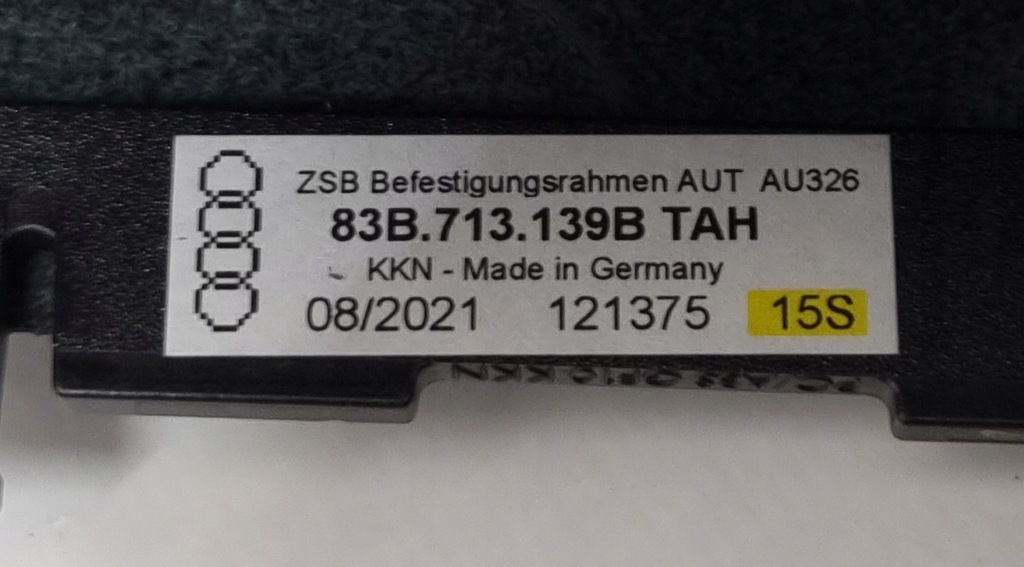 ZSB Befestigungsrahmen AUT AU326
83B.713.139B TAH
KKN - Made in Germany
08/2021 121375 15S